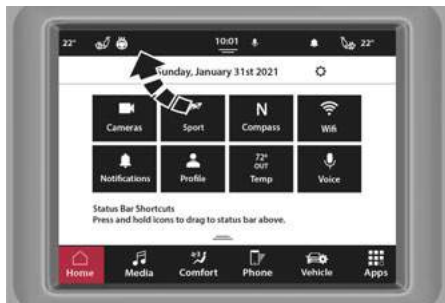 22° 10:01 22°
Sunday, January 31st 2021
Cameras Sport N Compass Wifi
Notifications Profile 72° OUT Temp Voice
Status Bar Shortcuts
Press and hold icons to drag to status bar above.
Home Media Comfort Phone Vehicle Apps